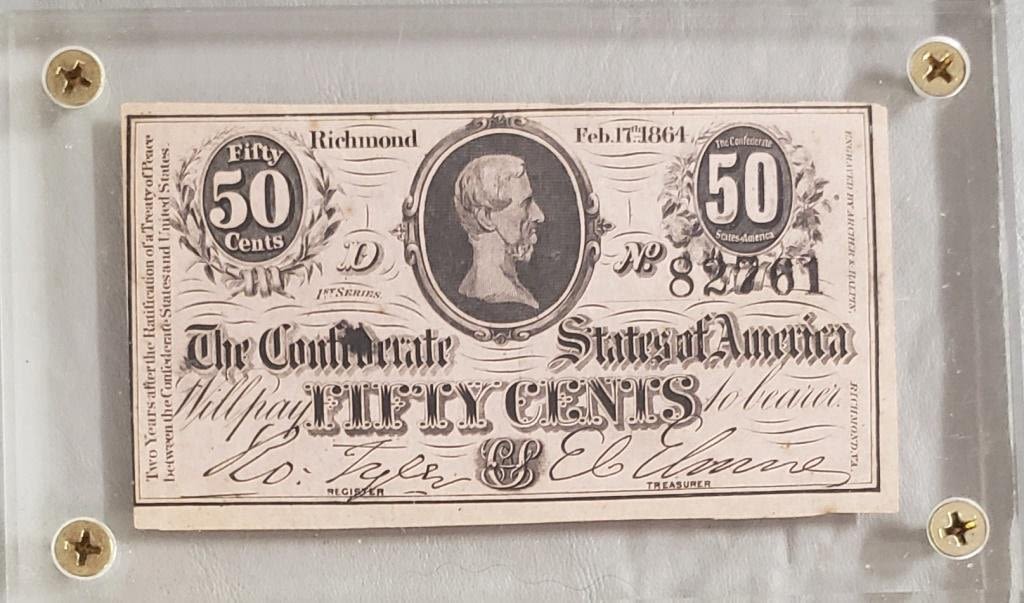 Richmond
Feb. 17th. 1864.
Fifty
50
Cents
The Confederate
50
States America
D
1ST SERIES.
No. 82761
The Confederate States of America
Will pay FIFTY CENTS to bearer.
Ro: Tyler
REGISTER
CS
EC Elmore
TREASURER
Two Years after the Ratification of a Treaty of Peace
between the Confederate States and United States.
ENGRAVED BY ARCHER & HALPIN,
RICHMOND, VA.